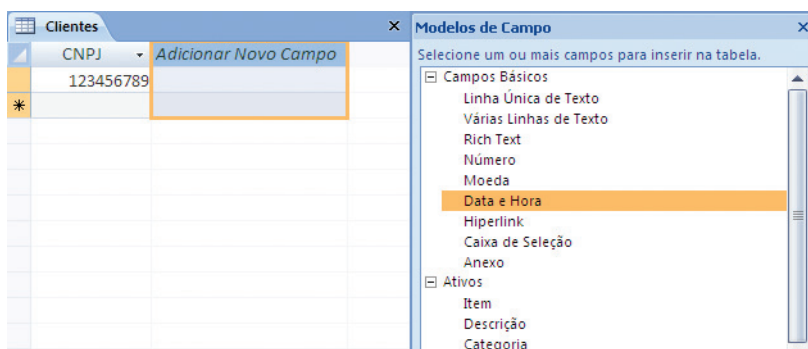 Clientes
CNPJ
Adicionar Novo Campo
123456789
Modelos de Campo
Selecione um ou mais campos para inserir na tabela.
Campos Básicos
Linha Única de Texto
Várias Linhas de Texto
Rich Text
Número
Moeda
Data e Hora
Hiperlink
Caixa de Seleção
Anexo
Ativos
Item
Descrição
Categoria